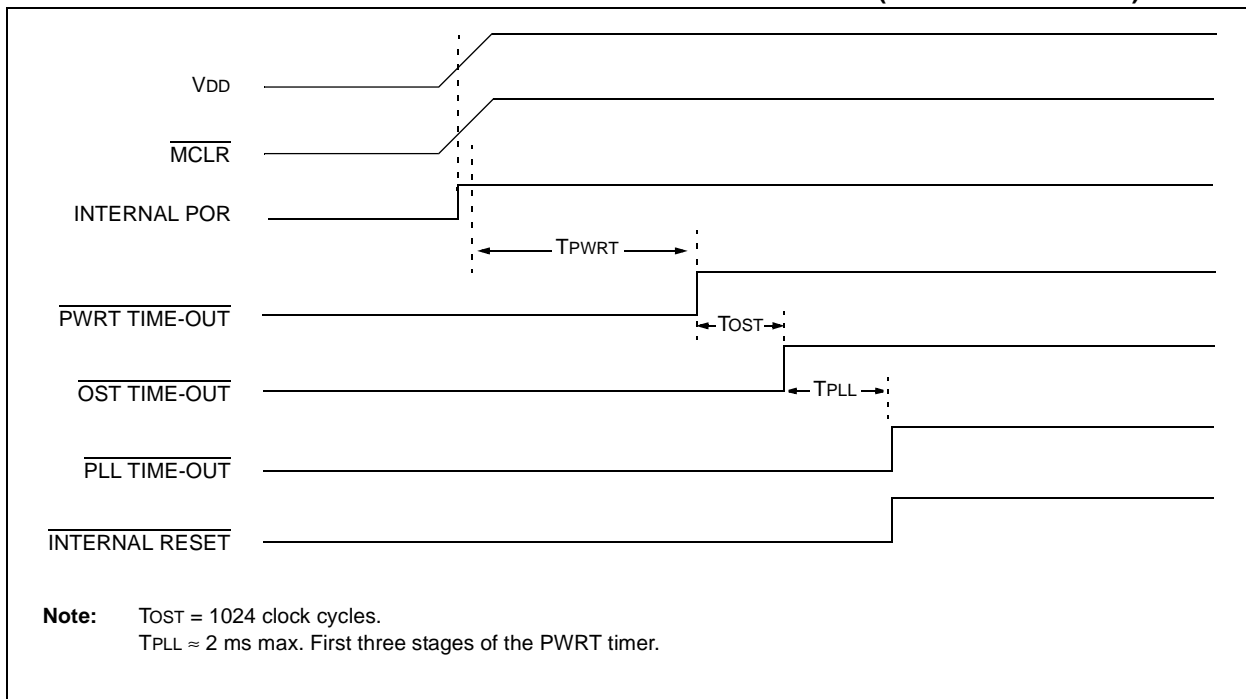 VDD
MCLR
INTERNAL POR
TPWRT
PWRT TIME-OUT
TOST
OST TIME-OUT
TPLL
PLL TIME-OUT
INTERNAL RESET
Note: TOST = 1024 clock cycles.
TPLL ≈ 2 ms max. First three stages of the PWRT timer.